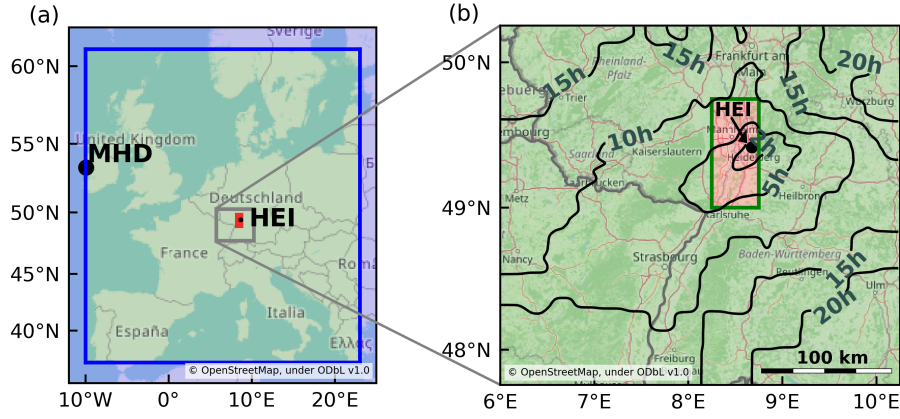 (a)
Sverige
60°N
55°N
50°N
45°N
40°N
United Kingdom
MHD
Deutschland
HEI
France
Italia
España
Ελλάς
© OpenStreetMap, under ODbL v1.0
10°W
0°
10°E
20°E
(b)
50°N
49°N
48°N
15h
15h
Frankfurt am
Main
20h
Rheinland-
Pfalz
Trier
15h
HEI
Würzburg
10h
Mannheim
Saarland
Kaiserslautern
Heidelberg
Saarbrücken
5h
Heilbronn
Metz
Karlsruhe
Nancy
Strasbourg
Baden-Württemberg
15h
Reutlingen
Ulm
20h
Freiburg
100 km
© OpenStreetMap, under ODbL v1.0
6°E
7°E
8°E
9°E
10°E